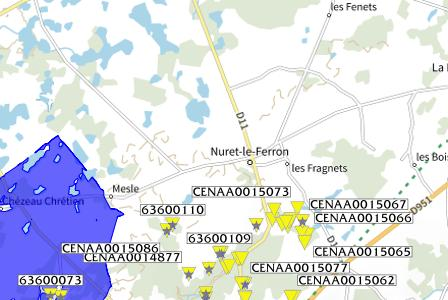 les Fenets
La
D11
Nuret-le-Ferron
les Fragnets
les Bois
Mesle
CENAA0015073
Chézeau Chrétien
63600110
CENAA0015067
CENAA0015066
D951
CENAA0015086
63600109
CENAA0015065
CENAA0014877
CENAA0015077
63600073
CENAA0015062